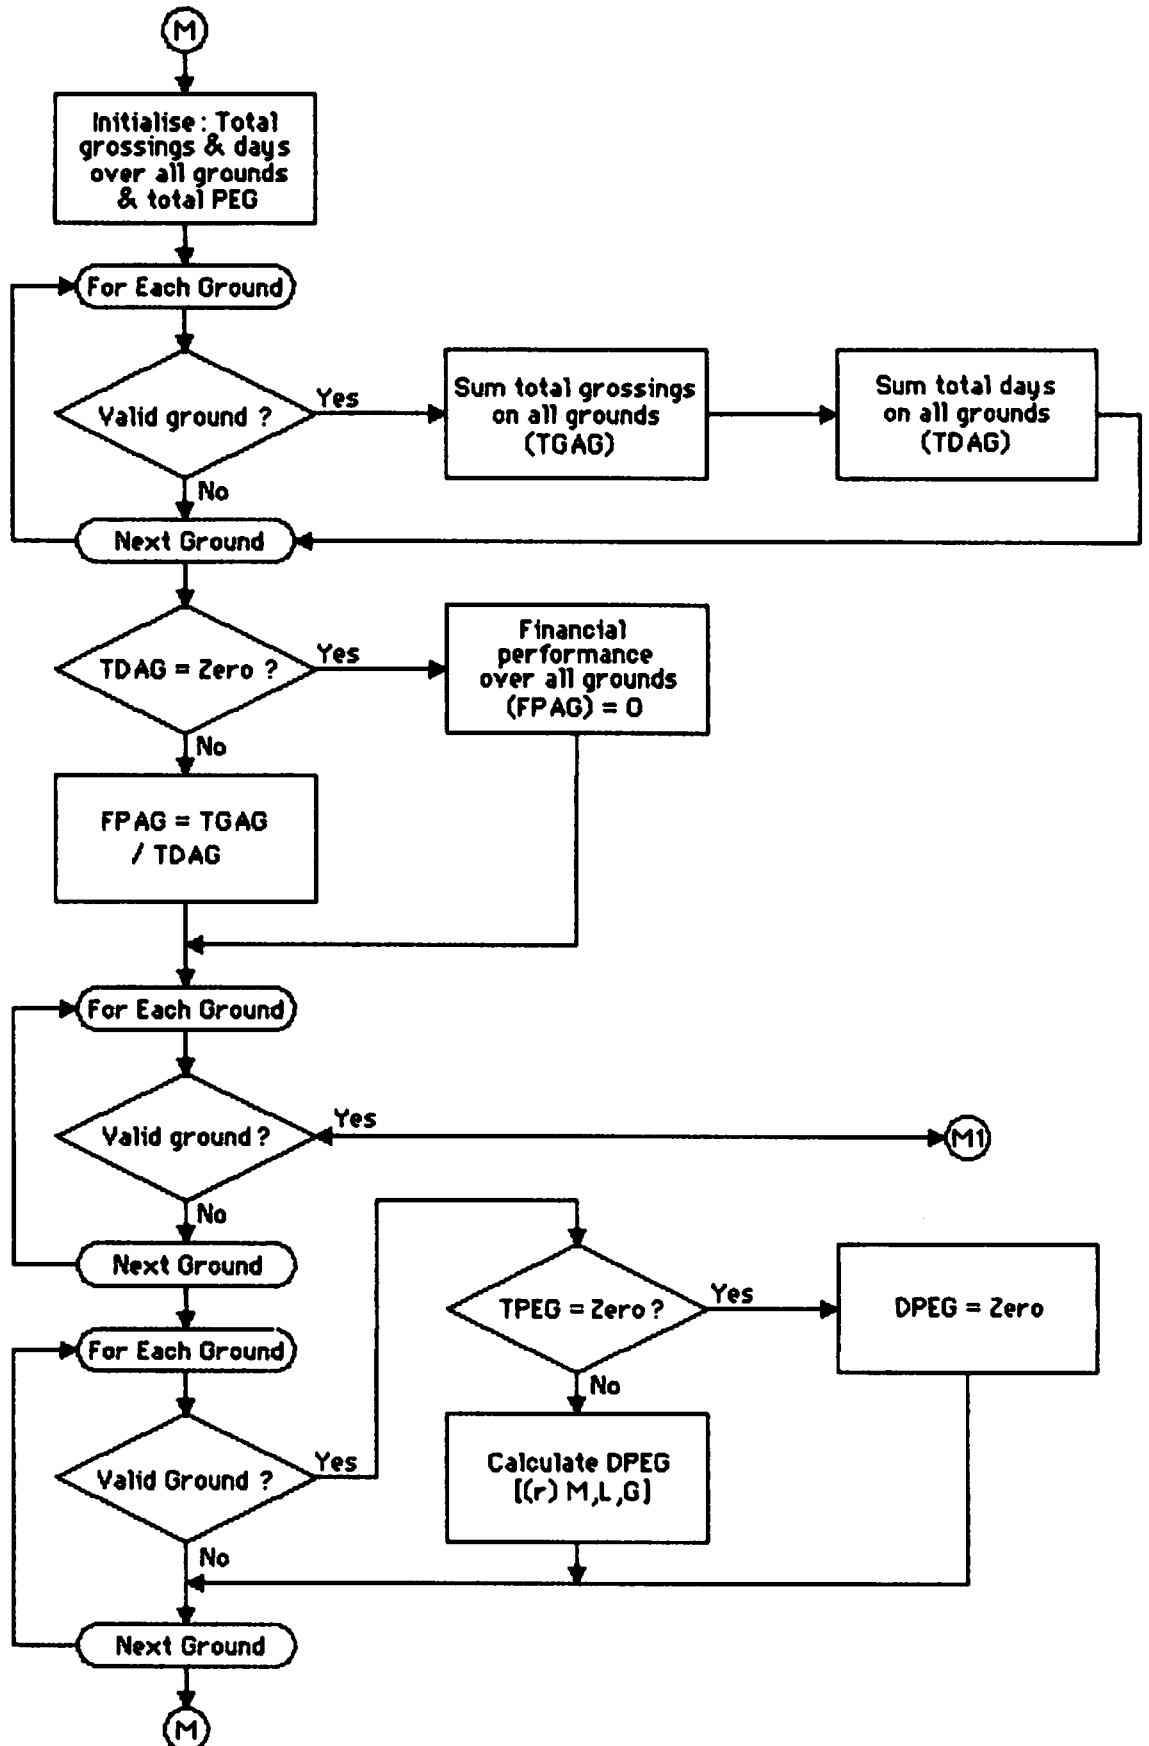 M
Initialise: Total
grossings & days
over all grounds
& total PEG
For Each Ground
Valid ground ?
Yes
Sum total grossings
on all grounds
(TGAG)
Sum total days
on all grounds
(TDAG)
No
Next Ground
TDAG = Zero ?
Yes
Financial
performance
over all grounds
(FPAG) = 0
No
FPAG = TGAG
/ TDAG
For Each Ground
Valid ground?
Yes
M1
No
Next Ground
For Each Ground
Valid Ground ?
Yes
TPEG = Zero ?
Yes
DPEG = Zero
No
Calculate DPEG
[(r) M,L,G]
No
Next Ground
M